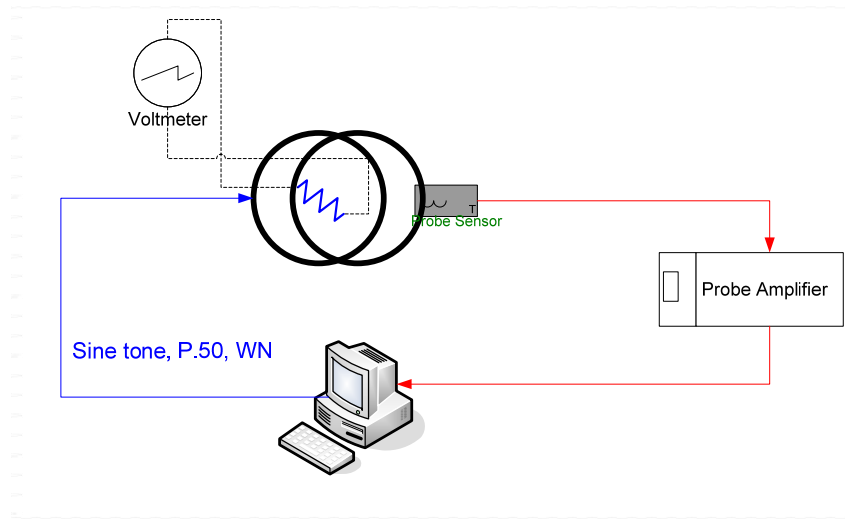 Voltmeter
T
Probe Sensor
Probe Amplifier
Sine tone, P.50, WN